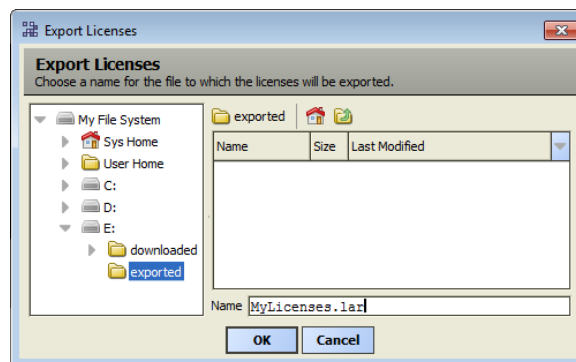 Export Licenses
Export Licenses
Choose a name for the file to which the licenses will be exported.
My File System
Sys Home
User Home
C:
D:
E:
downloaded
exported
exported
Name Size Last Modified
Name MyLicenses.lar
OK Cancel